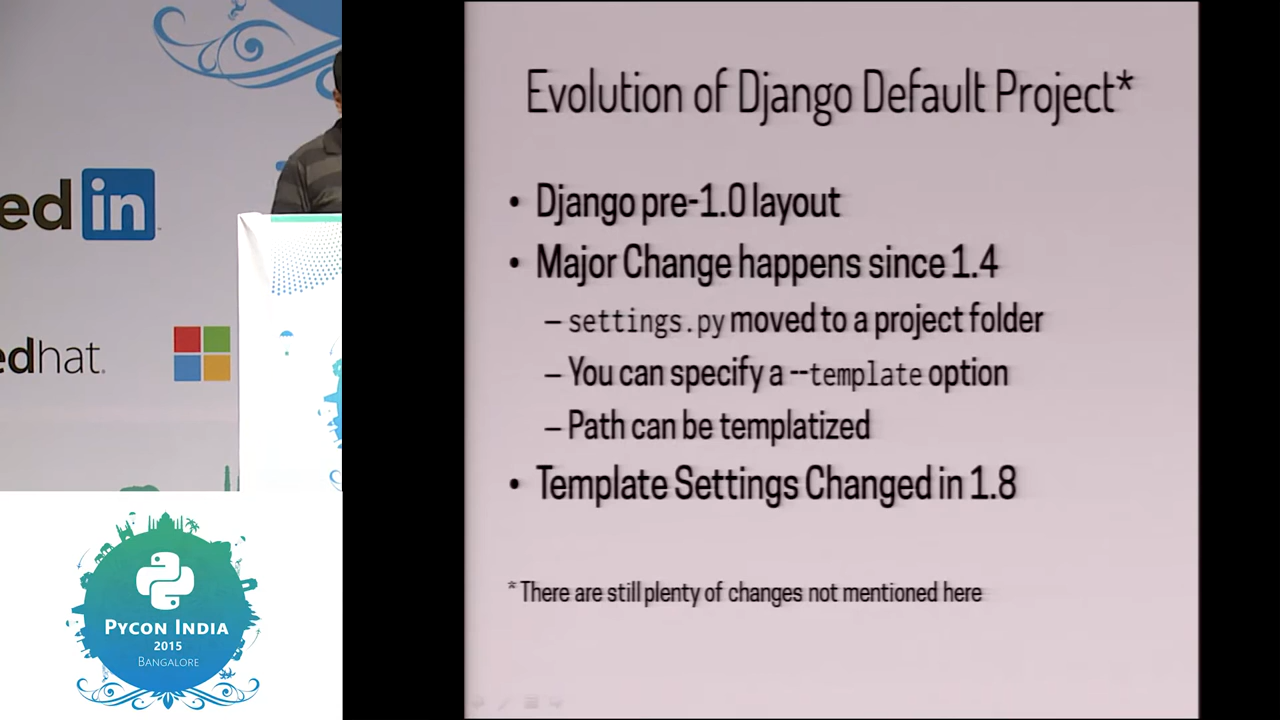 ed in
edhat.
PYCON INDIA
2015
BANGALORE
Evolution of Django Default Project*
• Django pre-1.0 layout
• Major Change happens since 1.4
– settings.py moved to a project folder
– You can specify a --template option
– Path can be templatized
• Template Settings Changed in 1.8
* There are still plenty of changes not mentioned here